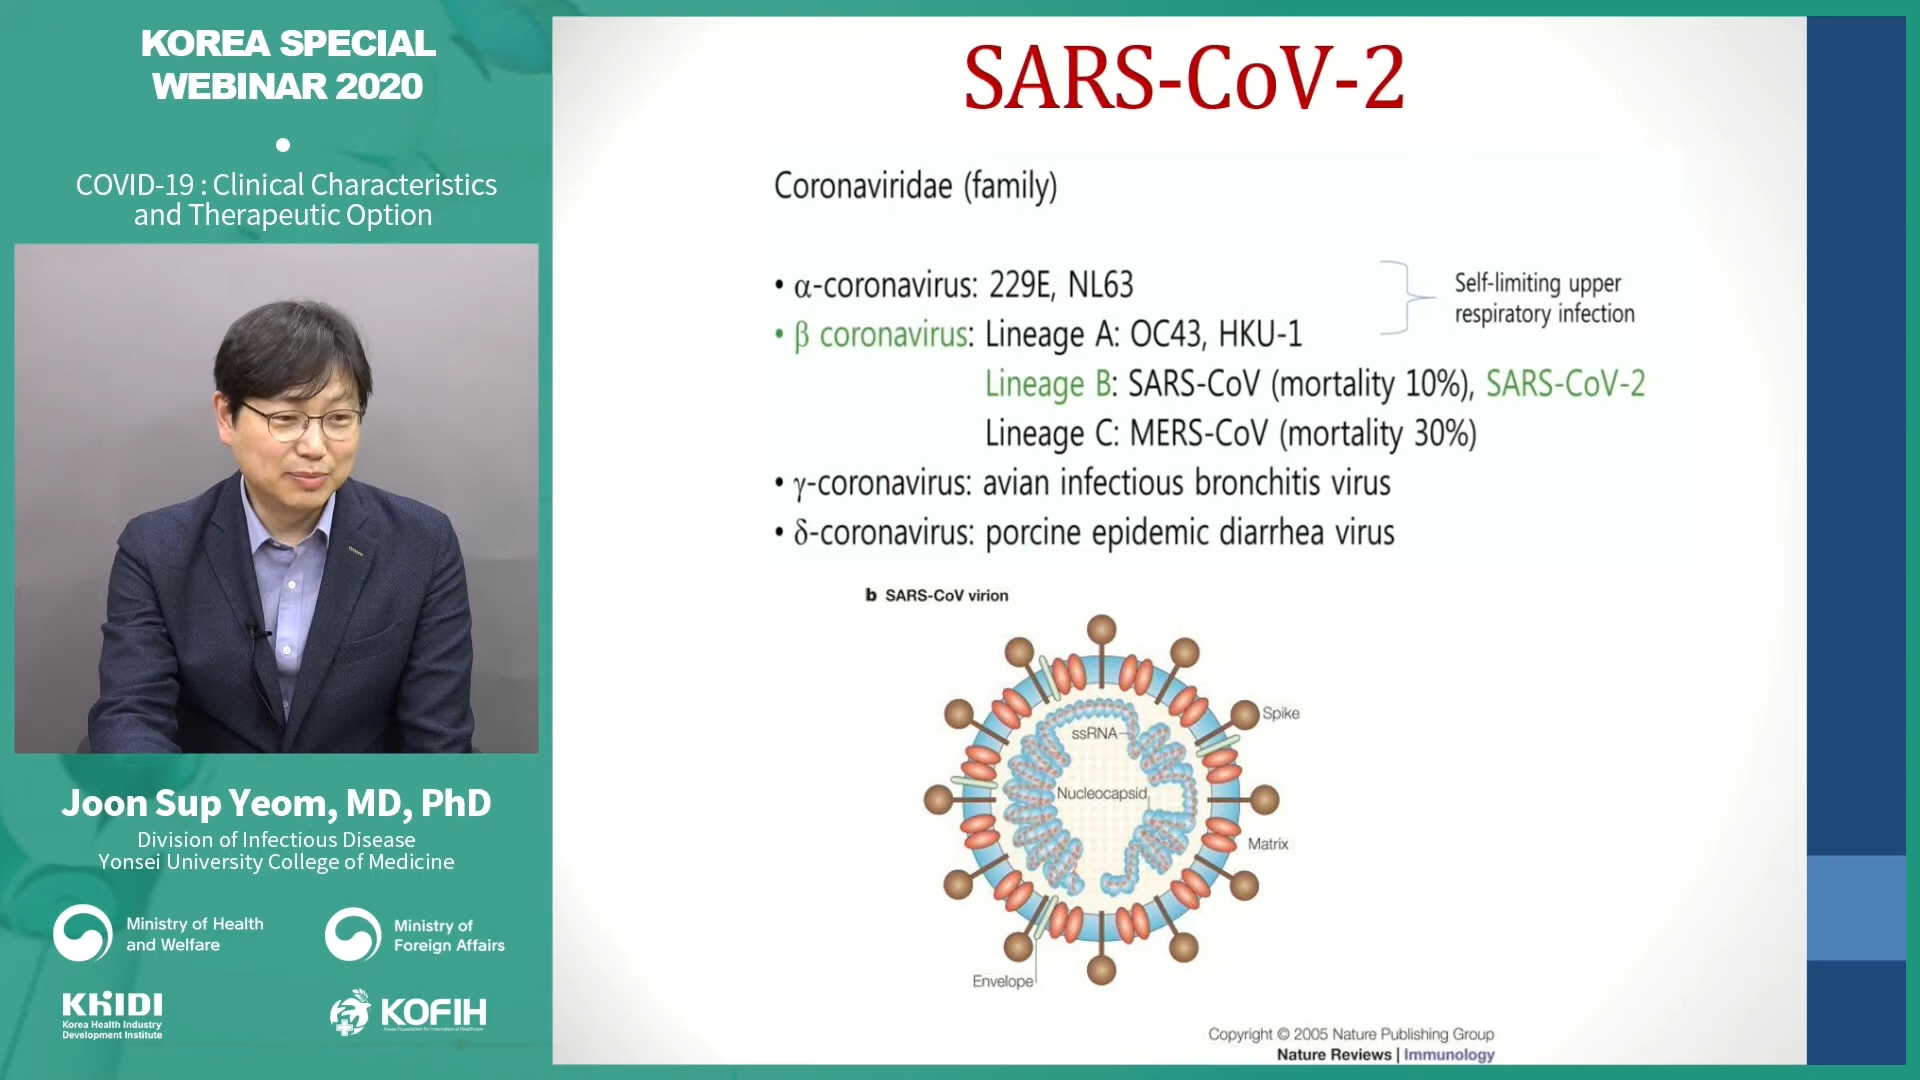 KOREA SPECIAL
WEBINAR 2020
COVID-19 : Clinical Characteristics
and Therapeutic Option
Joon Sup Yeom, MD, PhD
Division of Infectious Disease
Yonsei University College of Medicine
Ministry of Health
and Welfare
Ministry of
Foreign Affairs
KHIDI
Korea Health Industry
Development Institute
KOFIH
Korea Foundation for International Healthcare
SARS-CoV-2
Coronaviridae (family)
• α-coronavirus: 229E, NL63
• β coronavirus: Lineage A: OC43, HKU-1
Self-limiting upper
respiratory infection
Lineage B: SARS-CoV (mortality 10%), SARS-CoV-2
Lineage C: MERS-CoV (mortality 30%)
• γ-coronavirus: avian infectious bronchitis virus
• δ-coronavirus: porcine epidemic diarrhea virus
b SARS-CoV virion
Spike
ssRNA
Nucleocapsid
Matrix
Envelope
Copyright © 2005 Nature Publishing Group
Nature Reviews | Immunology